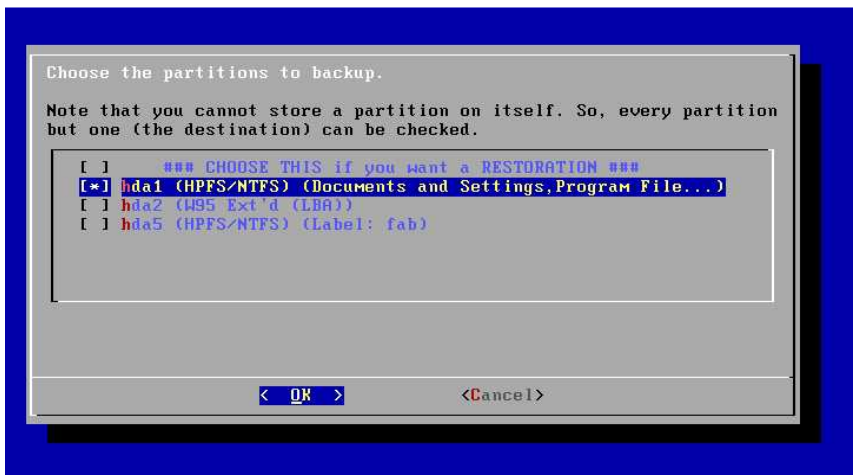 Choose the partitions to backup.
Note that you cannot store a partition on itself. So, every partition
but one (the destination) can be checked.
[ ] ### CHOOSE THIS if you want a RESTORATION ###
[*] hda1 (HPFS/NTFS) (Documents and Settings,Program File...)
[ ] hda2 (W95 Ext'd (LBA))
[ ] hda5 (HPFS/NTFS) (Label: fab)
< OK > <Cancel>